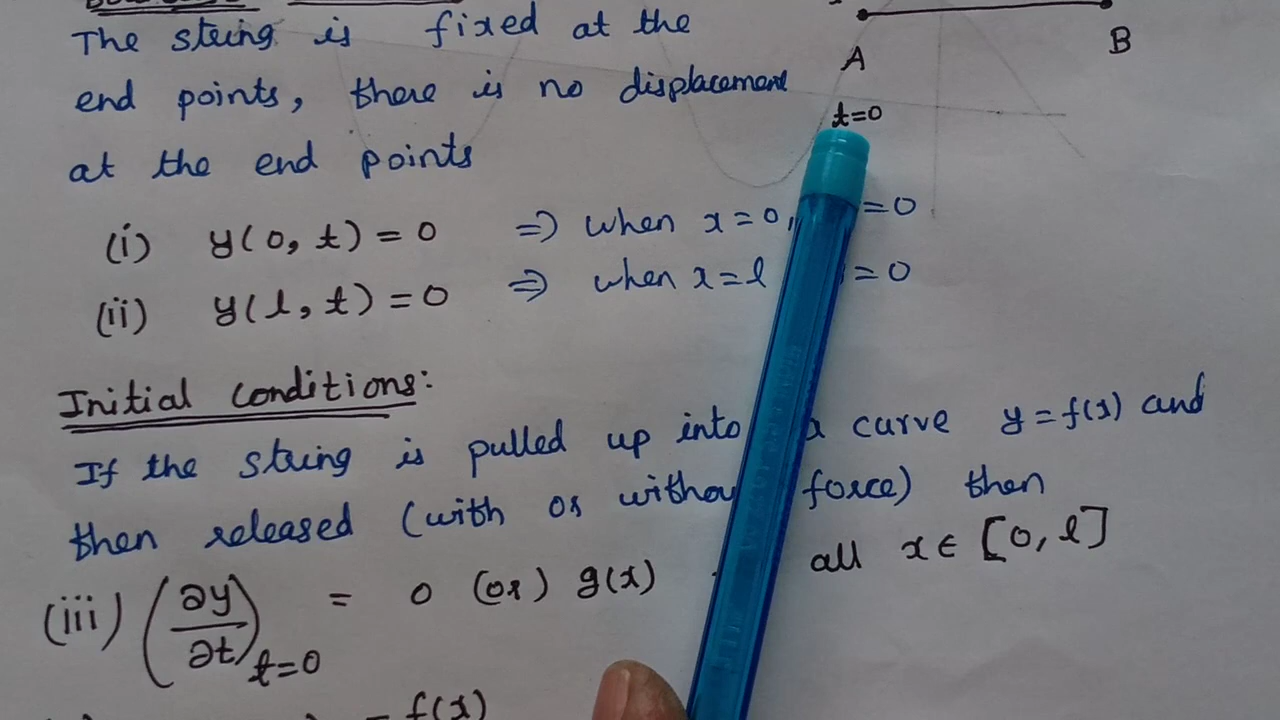 The string is fixed at the
A
B
end points, there is no displacement
t=0
at the end points
(i) y(0, t) = 0 ⇒ when x=0, =0
(ii) y(l, t) = 0 ⇒ when x=l =0
Initial conditions:
If the string is pulled up into a curve y=f(x) and
then released (with or without force) then
(iii) (∂y/∂t)t=0 = 0 (or) g(x) all x∈ [0, l]
= f(x)